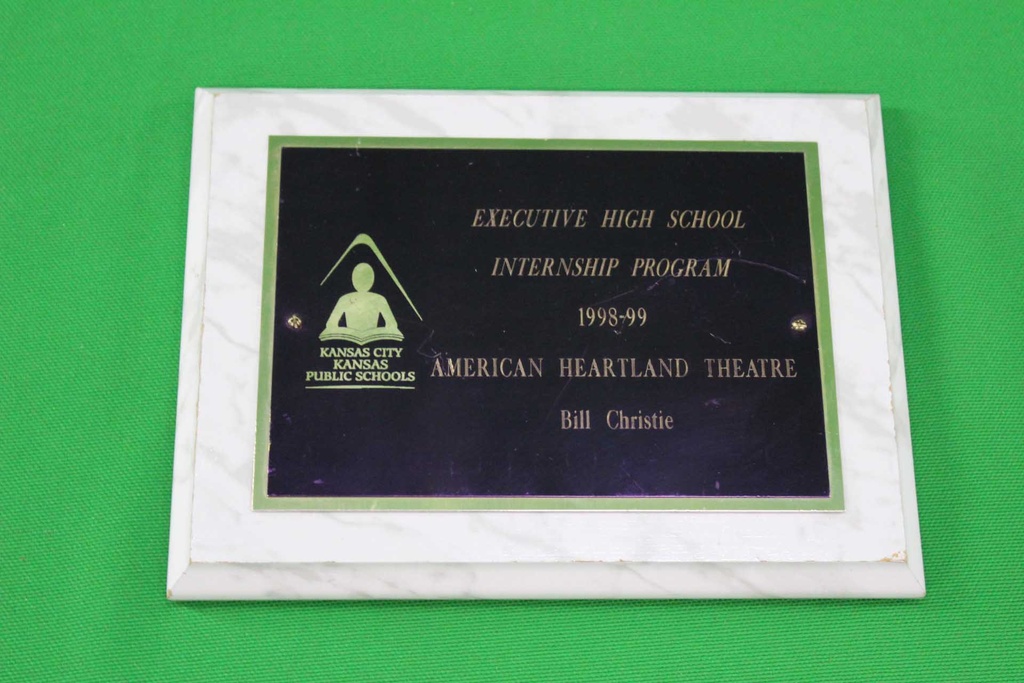 EXECUTIVE HIGH SCHOOL
INTERNSHIP PROGRAM
1998-99
AMERICAN HEARTLAND THEATRE
Bill Christie
KANSAS CITY
KANSAS
PUBLIC SCHOOLS